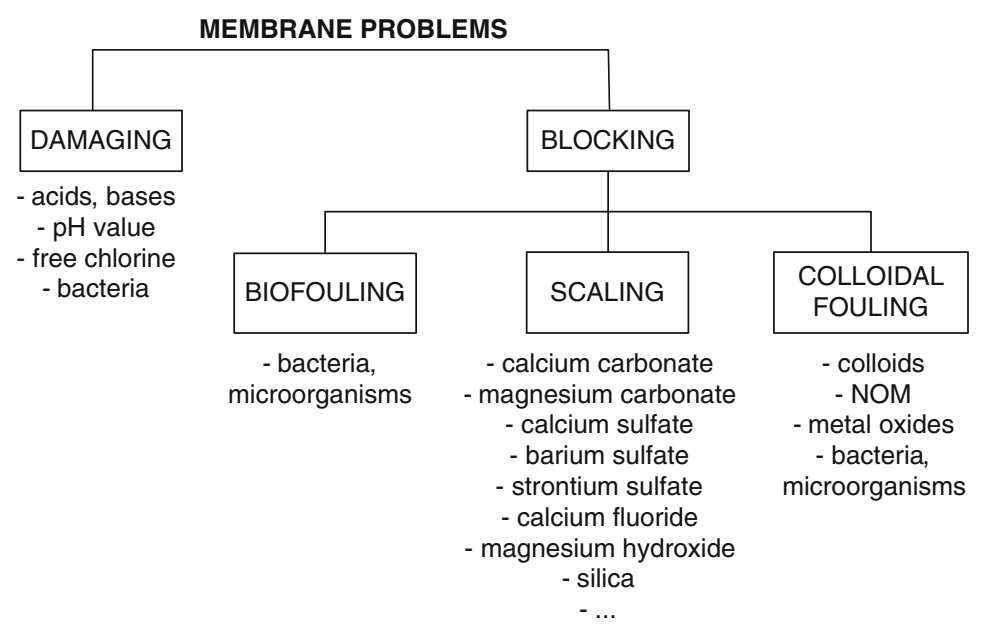 MEMBRANE PROBLEMS
DAMAGING
- acids, bases
- pH value
- free chlorine
- bacteria
BLOCKING
BIOFOULING
- bacteria,
microorganisms
SCALING
- calcium carbonate
- magnesium carbonate
- calcium sulfate
- barium sulfate
- strontium sulfate
- calcium fluoride
- magnesium hydroxide
- silica
- ...
COLLOIDAL
FOULING
- colloids
- NOM
- metal oxides
- bacteria,
microorganisms